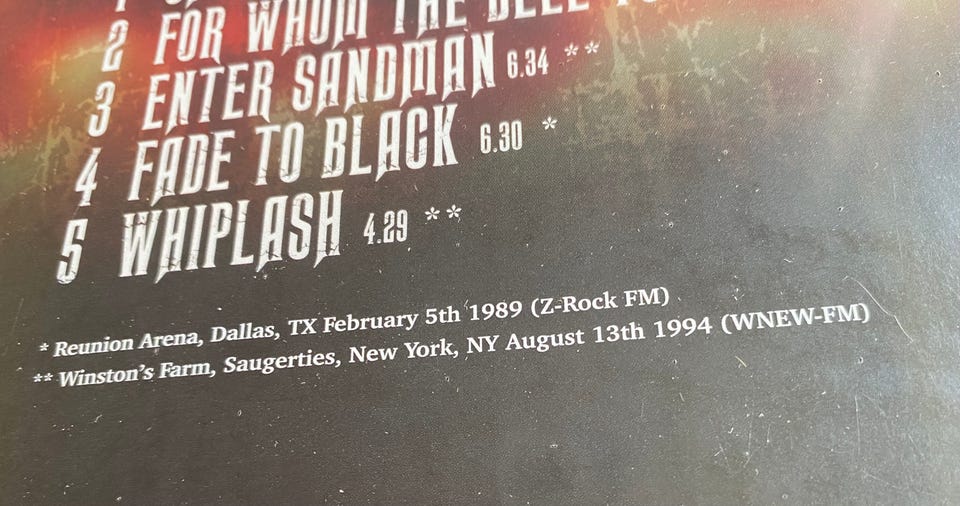 2 FOR WHOM THE BELL
3 ENTER SANDMAN 6.34 **
4 FADE TO BLACK 6.30 *
5 WHIPLASH 4.29 **
* Reunion Arena, Dallas, TX February 5th 1989 (Z-Rock FM)
** Winston's Farm, Saugerties, New York, NY August 13th 1994 (WNEW-FM)